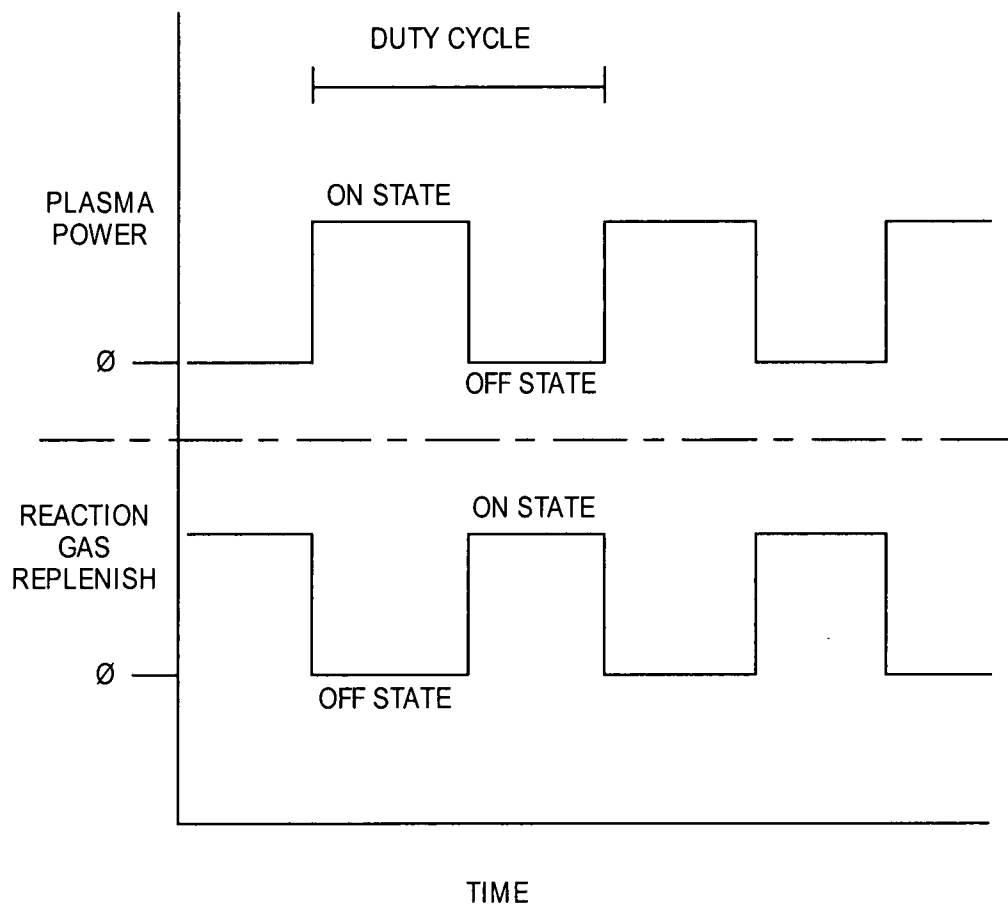 DUTY CYCLE
ON STATE
PLASMA
POWER
Ø
OFF STATE
ON STATE
REACTION
GAS
REPLENISH
Ø
OFF STATE
TIME